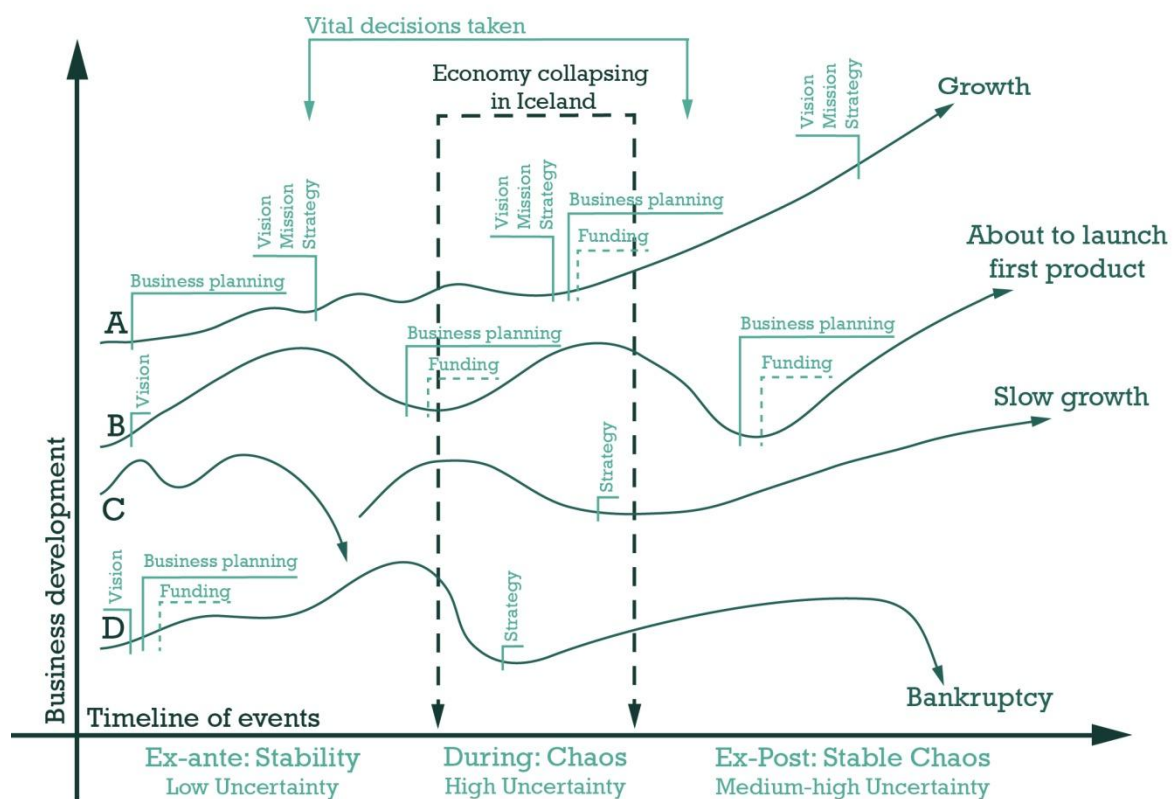 Vital decisions taken
Economy collapsing
in Iceland
Growth
Vision
Mission
Strategy
Vision
Mission
Strategy
Vision
Mission
Strategy
Business planning
Funding
About to launch
first product
Business planning
A
Vision
Business planning
Funding
Business planning
Funding
B
Slow growth
C
Strategy
Vision
Business planning
Funding
D
Strategy
Bankruptcy
Business development
Timeline of events
Ex-ante: Stability
Low Uncertainty
During: Chaos
High Uncertainty
Ex-Post: Stable Chaos
Medium-high Uncertainty